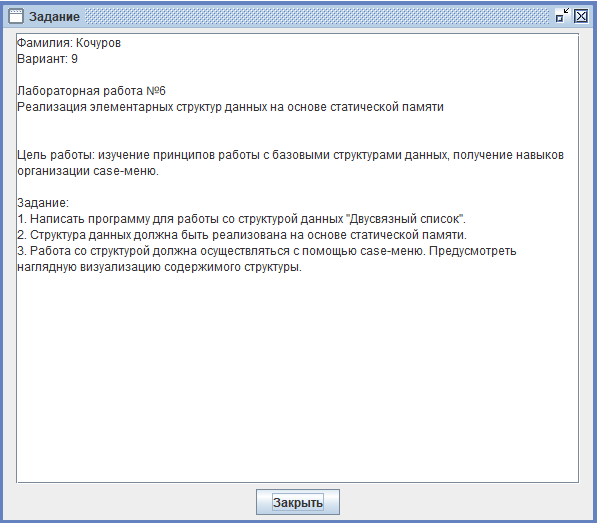 Задание
Фамилия: Кочуров
Вариант: 9
Лабораторная работа №6
Реализация элементарных структур данных на основе статической памяти
Цель работы: изучение принципов работы с базовыми структурами данных, получение навыков
организации case-меню.
Задание:
1. Написать программу для работы со структурой данных "Двусвязный список".
2. Структура данных должна быть реализована на основе статической памяти.
3. Работа со структурой должна осуществляться с помощью case-меню. Предусмотреть
наглядную визуализацию содержимого структуры.
Закрыть